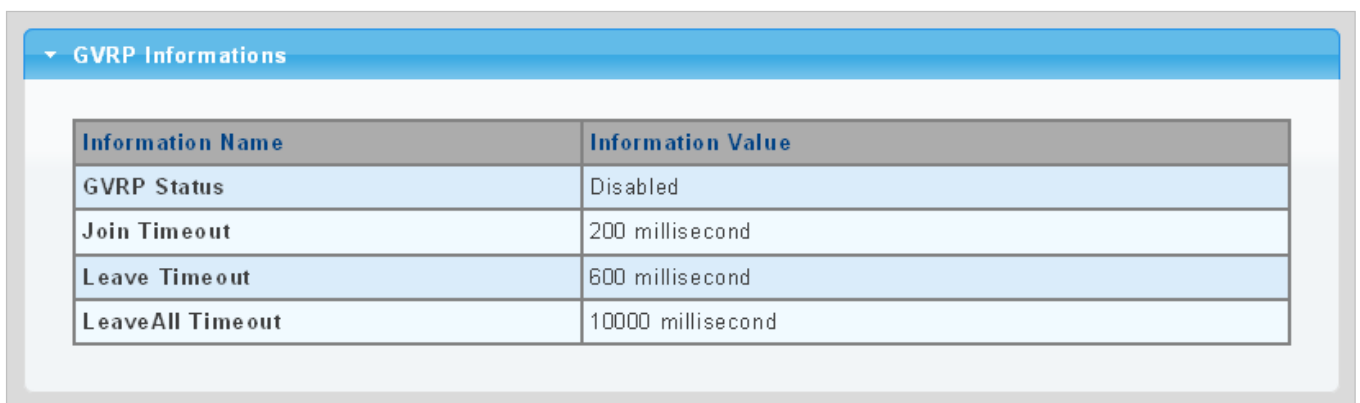 GVRP Informations
Information Name Information Value
GVRP Status Disabled
Join Timeout 200 millisecond
Leave Timeout 600 millisecond
LeaveAll Timeout 10000 millisecond